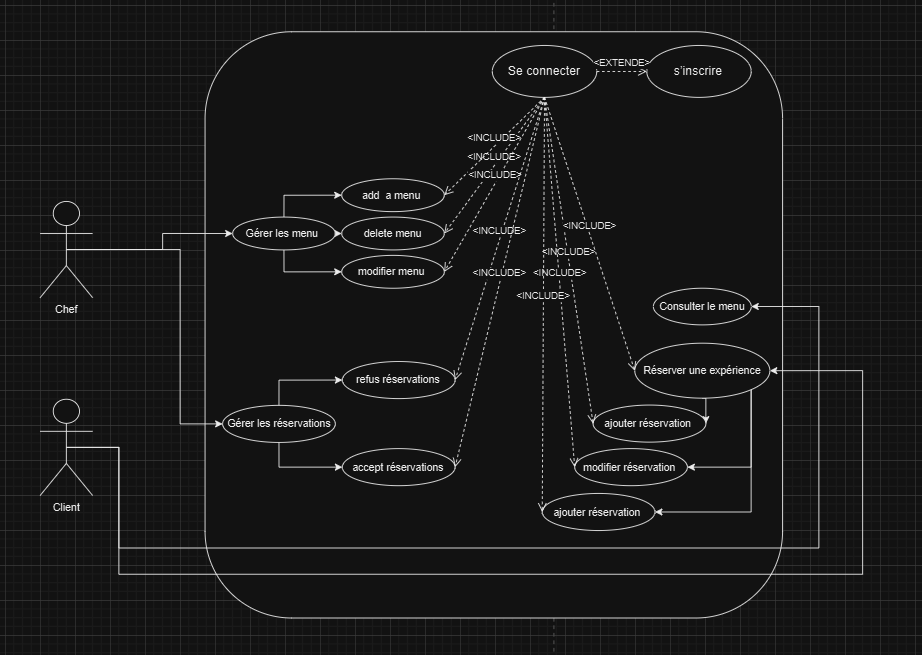 Se connecter
<EXTENDE>
s'inscrire
<INCLUDE>
<INCLUDE>
<INCLUDE>
add a menu
Gérer les menu
delete menu
<INCLUDE>
<INCLUDE>
<INCLUDE>
modifier menu
<INCLUDE>
<INCLUDE>
<INCLUDE>
Chef
Consulter le menu
refus réservations
Réserver une expérience
Gérer les réservations
ajouter réservation
accept réservations
modifier réservation
Client
ajouter réservation